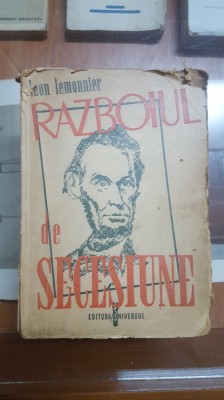 leon lemonnier
RAZBOIUL
de
SECESIUNE
EDITURA UNIVERSUL